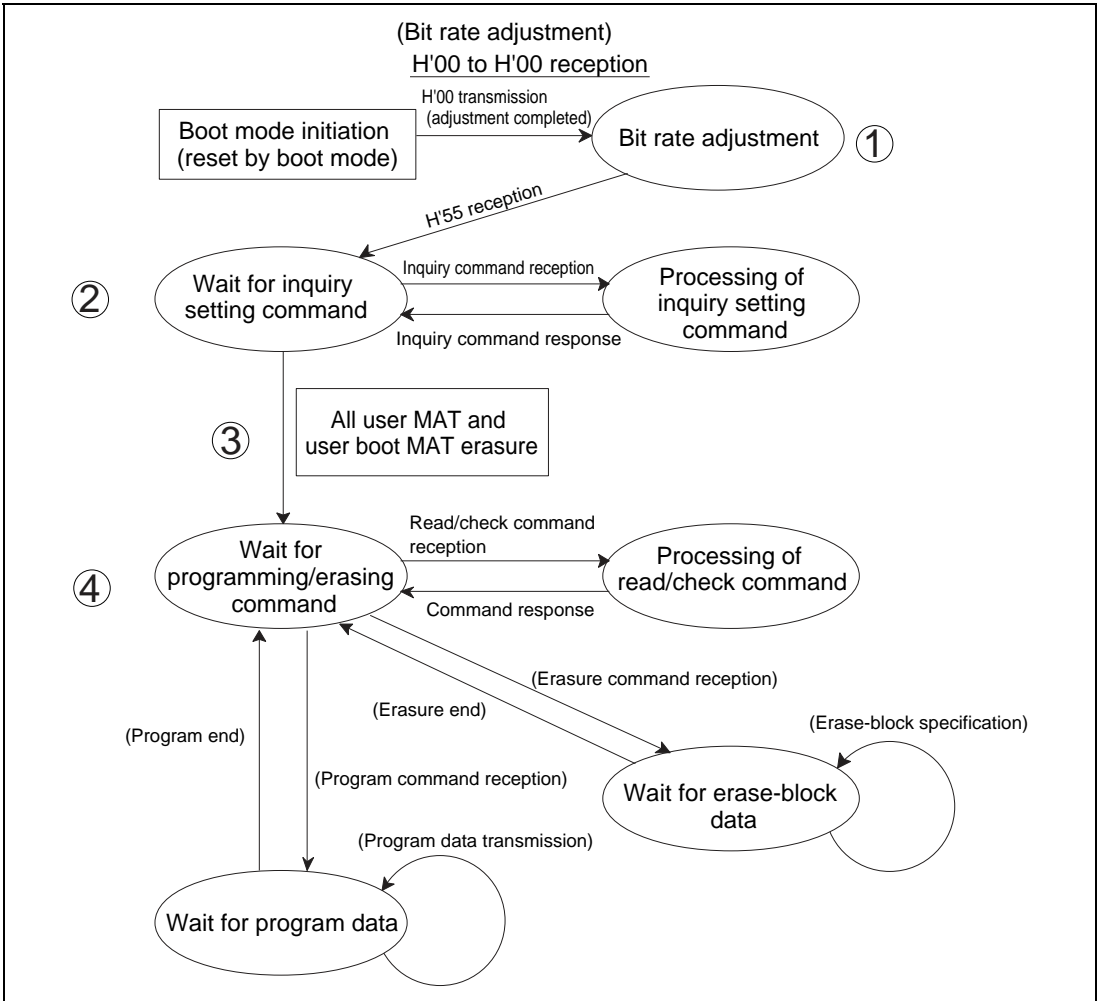 (Bit rate adjustment)
H'00 to H'00 reception
H'00 transmission
(adjustment completed)
Boot mode initiation
(reset by boot mode)
Bit rate adjustment
1
H'55 reception
2
Wait for inquiry
setting command
Inquiry command reception
Inquiry command response
Processing of
inquiry setting
command
3
All user MAT and
user boot MAT erasure
4
Wait for
programming/erasing
command
Read/check command
reception
Command response
Processing of
read/check command
(Erasure command reception)
(Erasure end)
(Program end)
(Program command reception)
(Erase-block specification)
Wait for erase-block
data
(Program data transmission)
Wait for program data